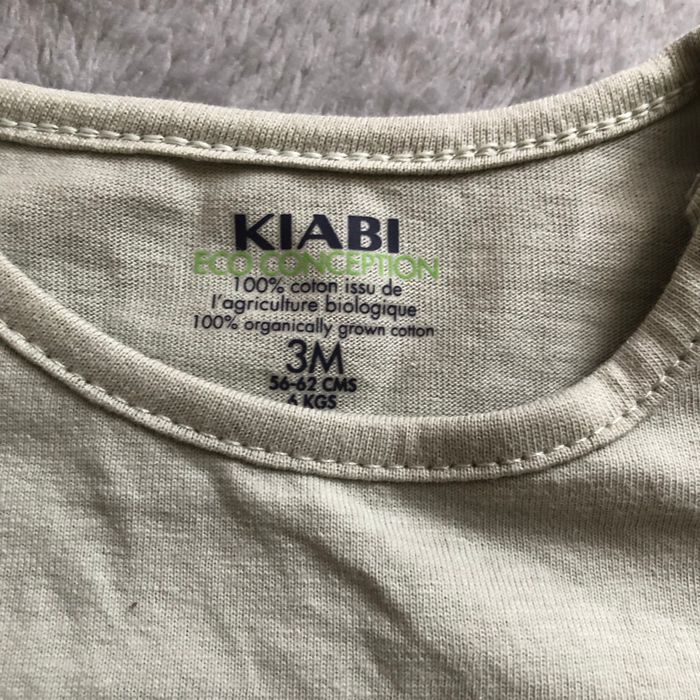 KIABI
ECO CONCEPTION
100% coton issu de
l'agriculture biologique
100% organically grown cotton
3M
56-62 CMS
6 KGS